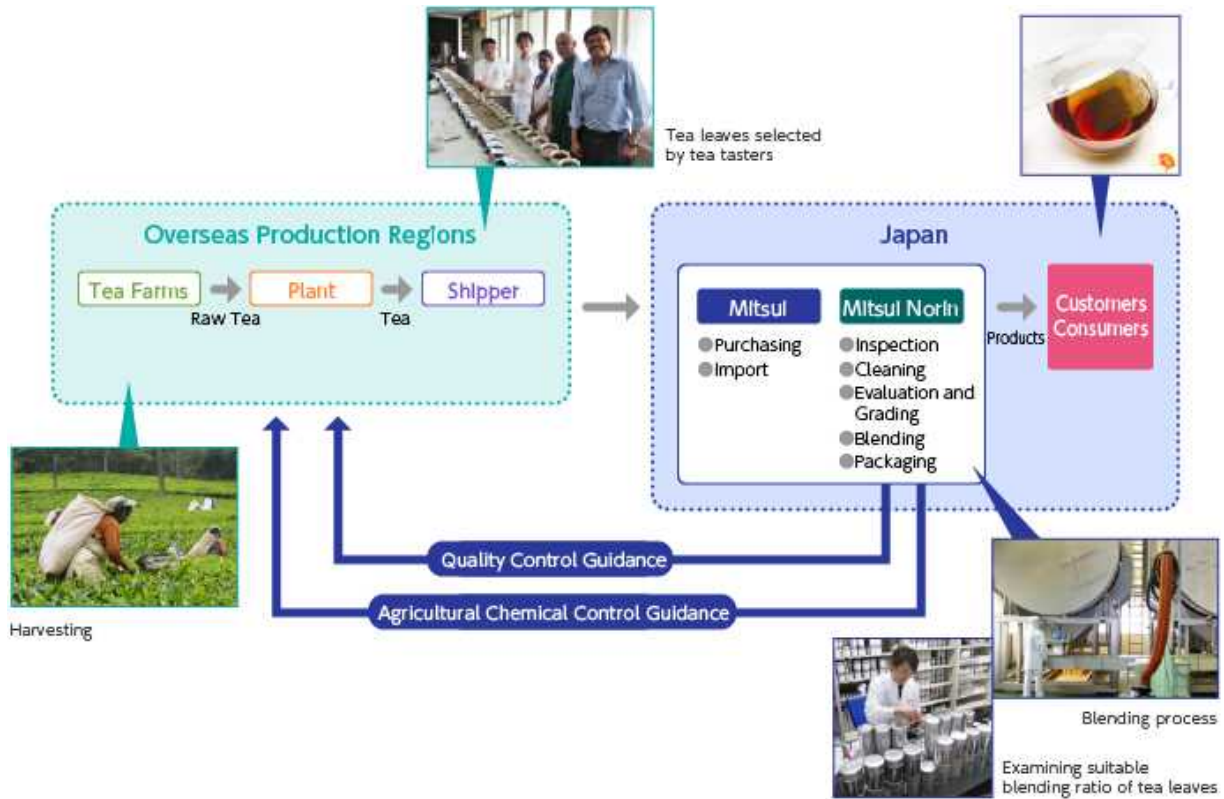 Tea leaves selected
by tea tasters
Overseas Production Regions
Tea Farms
Raw Tea
Plant
Tea
Shipper
Japan
Mitsui
Purchasing
Import
Mitsui Norin
Inspection
Cleaning
Evaluation and
Grading
Blending
Packaging
Products
Customers
Consumers
Quality Control Guidance
Agricultural Chemical Control Guidance
Harvesting
Blending process
Examining suitable
blending ratio of tea leaves